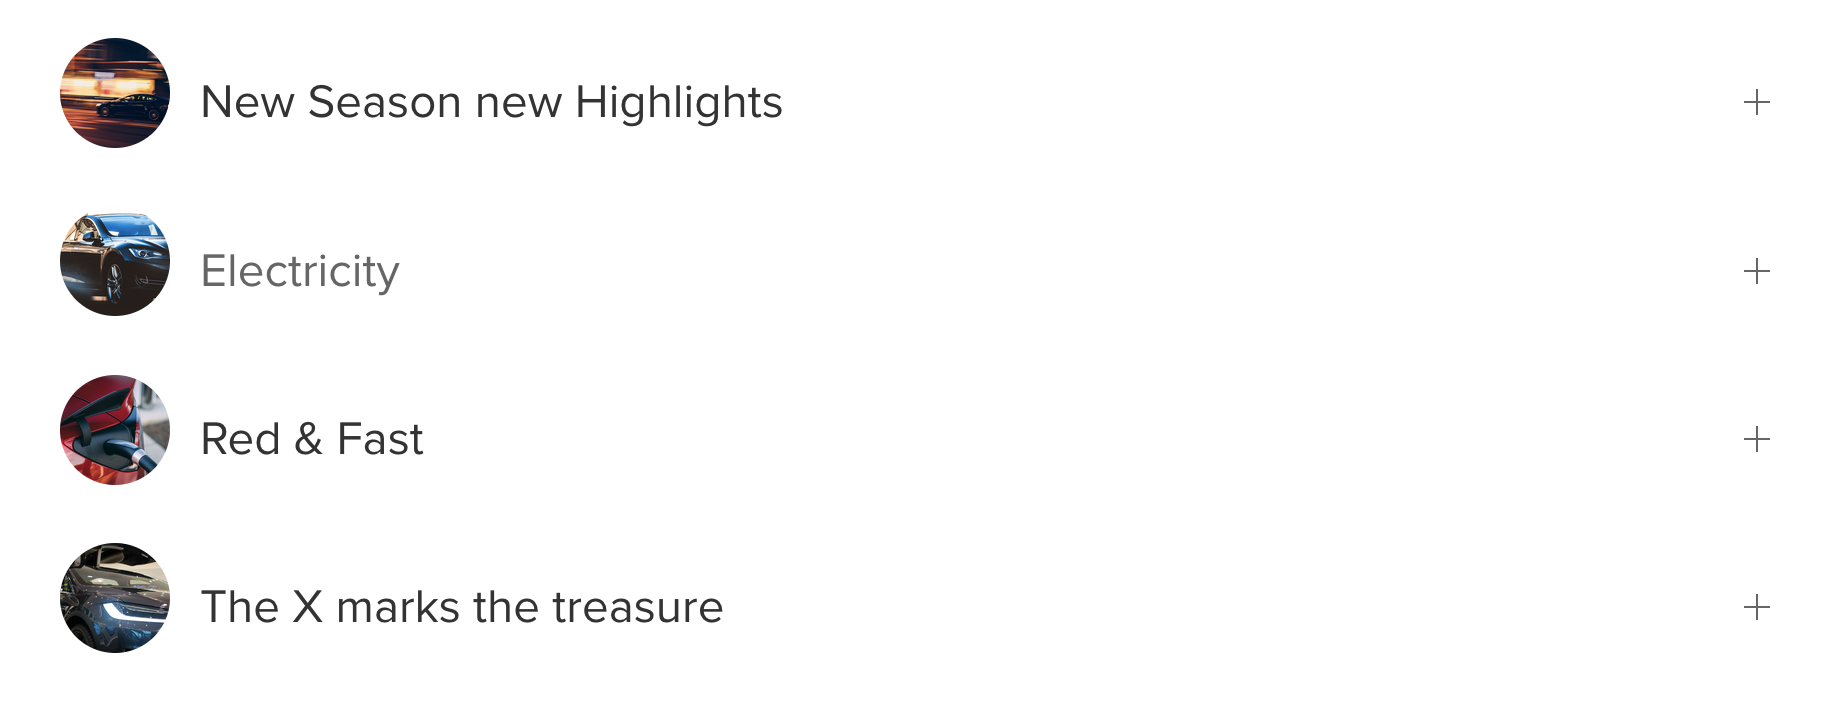 New Season new Highlights
Electricity
Red & Fast
The X marks the treasure